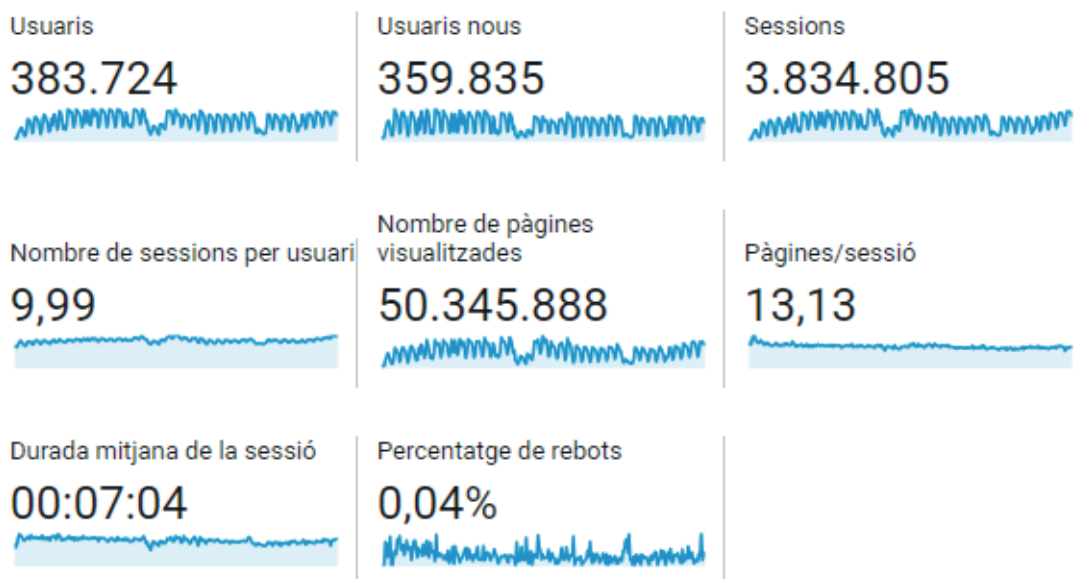 Usuaris
383.724
Usuaris nous
359.835
Sessions
3.834.805
Nombre de sessions per usuari
9,99
Nombre de pàgines
visualitzades
50.345.888
Pàgines/sessió
13,13
Durada mitjana de la sessió
00:07:04
Percentatge de rebots
0,04%